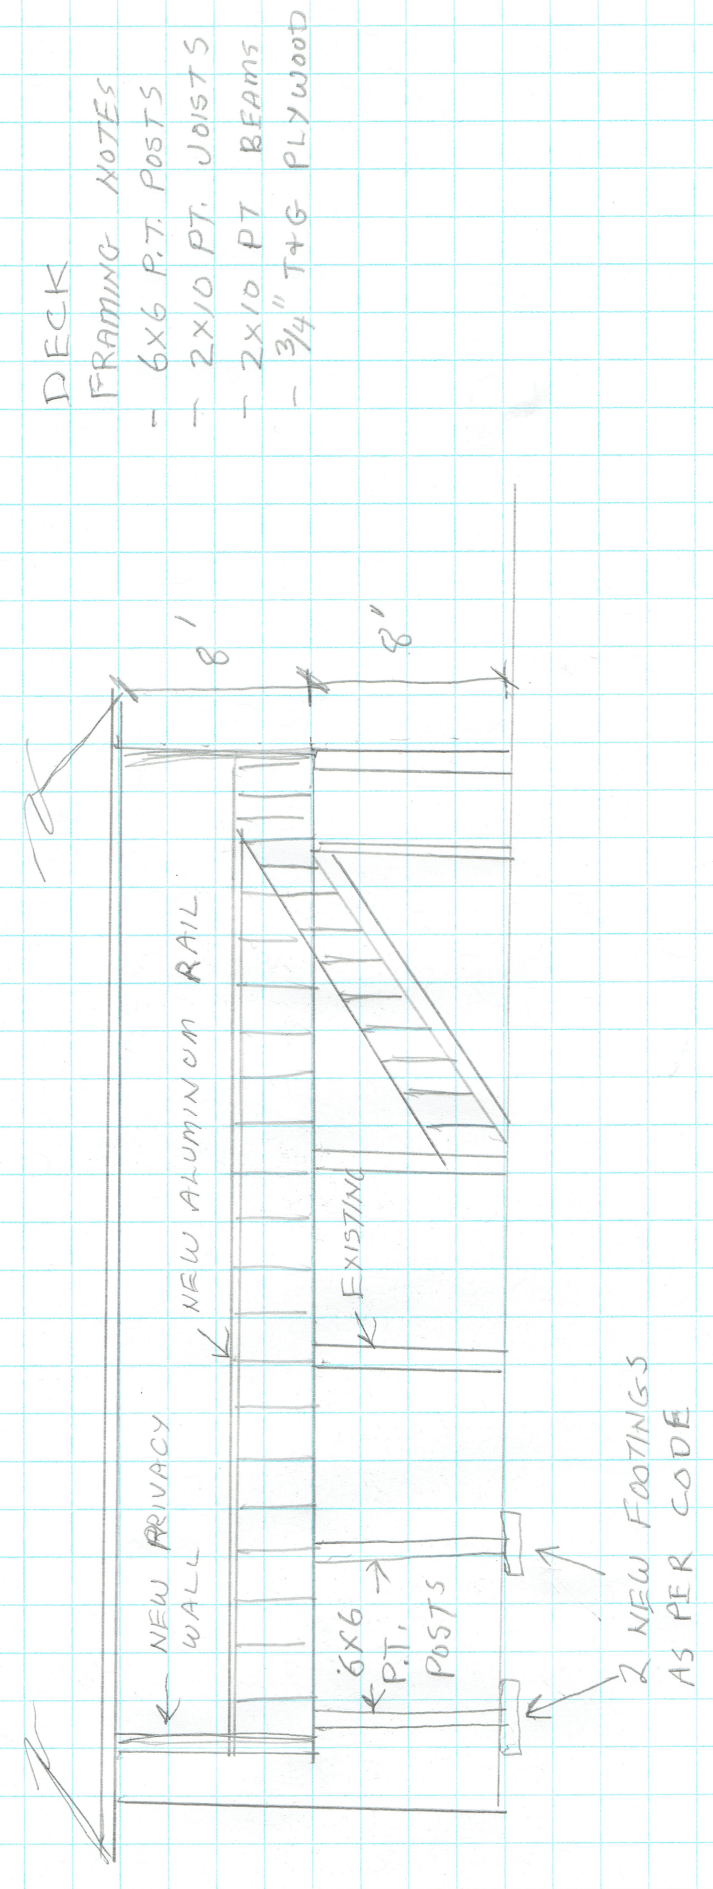 DECK
FRAMING NOTES
- 6X6 P.T. POSTS
- 2X10 PT. JOISTS
- 2X10 PT BEAMS
- 3/4" T+G PLYWOOD
8'
8'
NEW PRIVACY
WALL
NEW ALUMINUM RAIL
EXISTING
6X6
P.T.
POSTS
2 NEW FOOTINGS
AS PER CODE